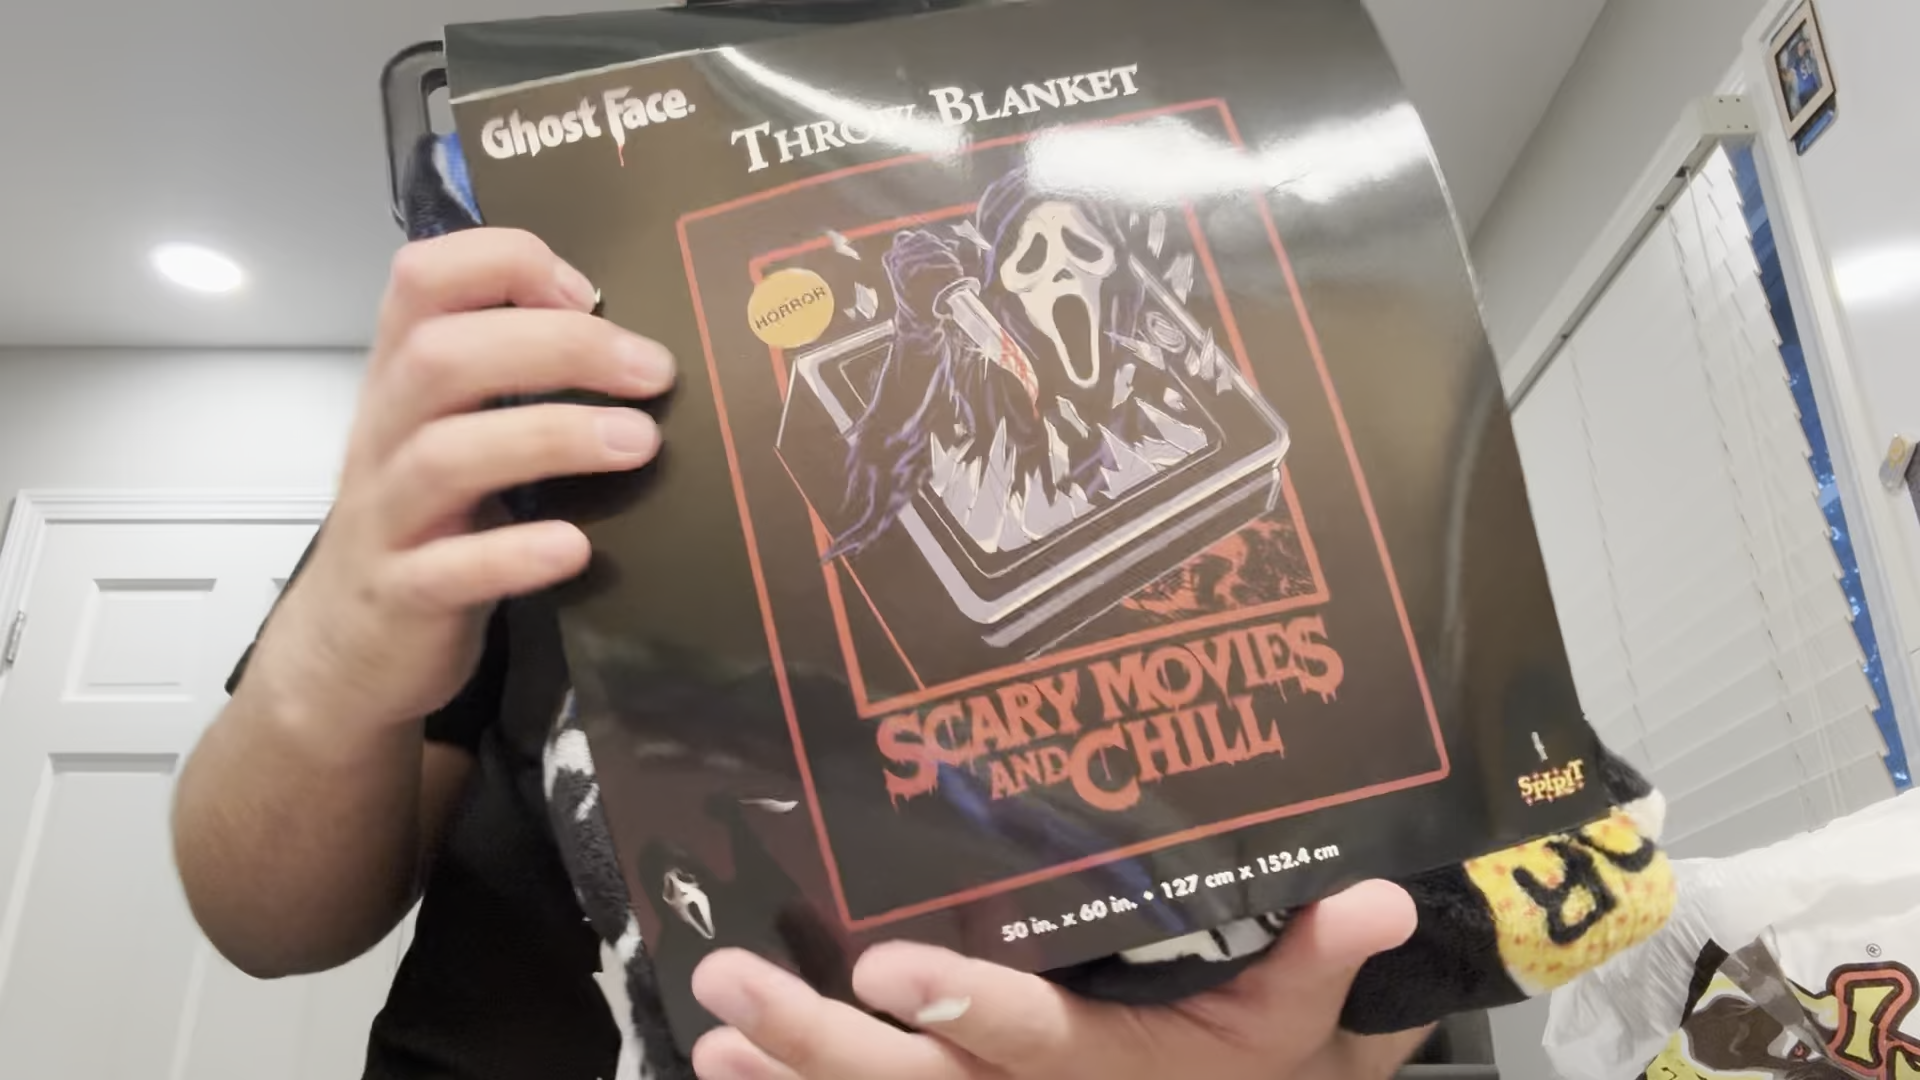 Ghost Face®
THROW BLANKET
HORROR
SCARY MOVIES
AND CHILL
SPIRIT
50 in. x 60 in. • 127 cm x 152.4 cm
OR
®